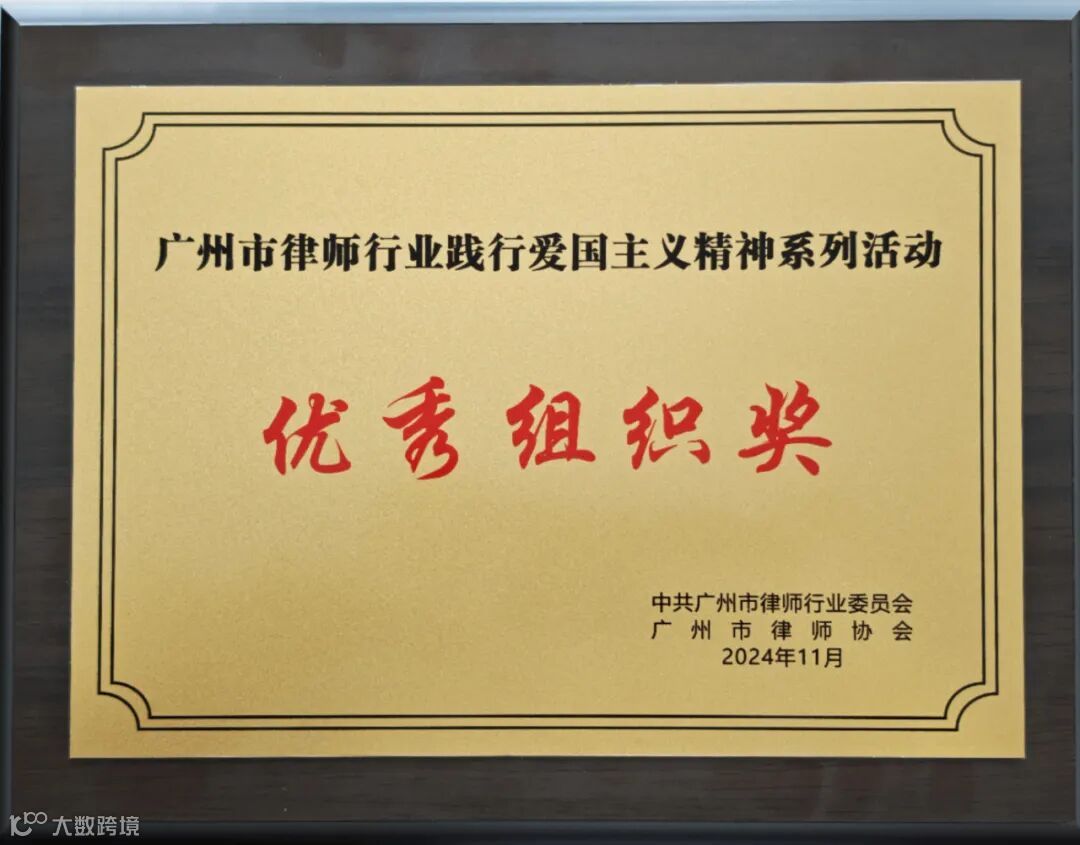 广州市律师行业践行爱国主义精神系列活动
优秀组织奖
中共广州市律师行业委员会
广州市律师协会
2024年11月
大数跨境